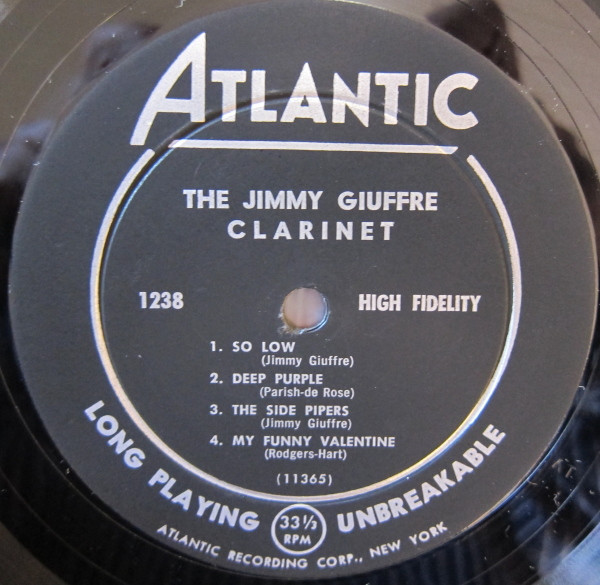 ATLANTIC
THE JIMMY GIUFFRE
CLARINET
1238
HIGH FIDELITY
1. SO LOW
(Jimmy Giuffre)
2. DEEP PURPLE
(Parish-de Rose)
3. THE SIDE PIPERS
(Jimmy Giuffre)
4. MY FUNNY VALENTINE
(Rodgers-Hart)
(11365)
LONG PLAYING
33⅓
RPM
UNBREAKABLE
ATLANTIC RECORDING CORP., NEW YORK